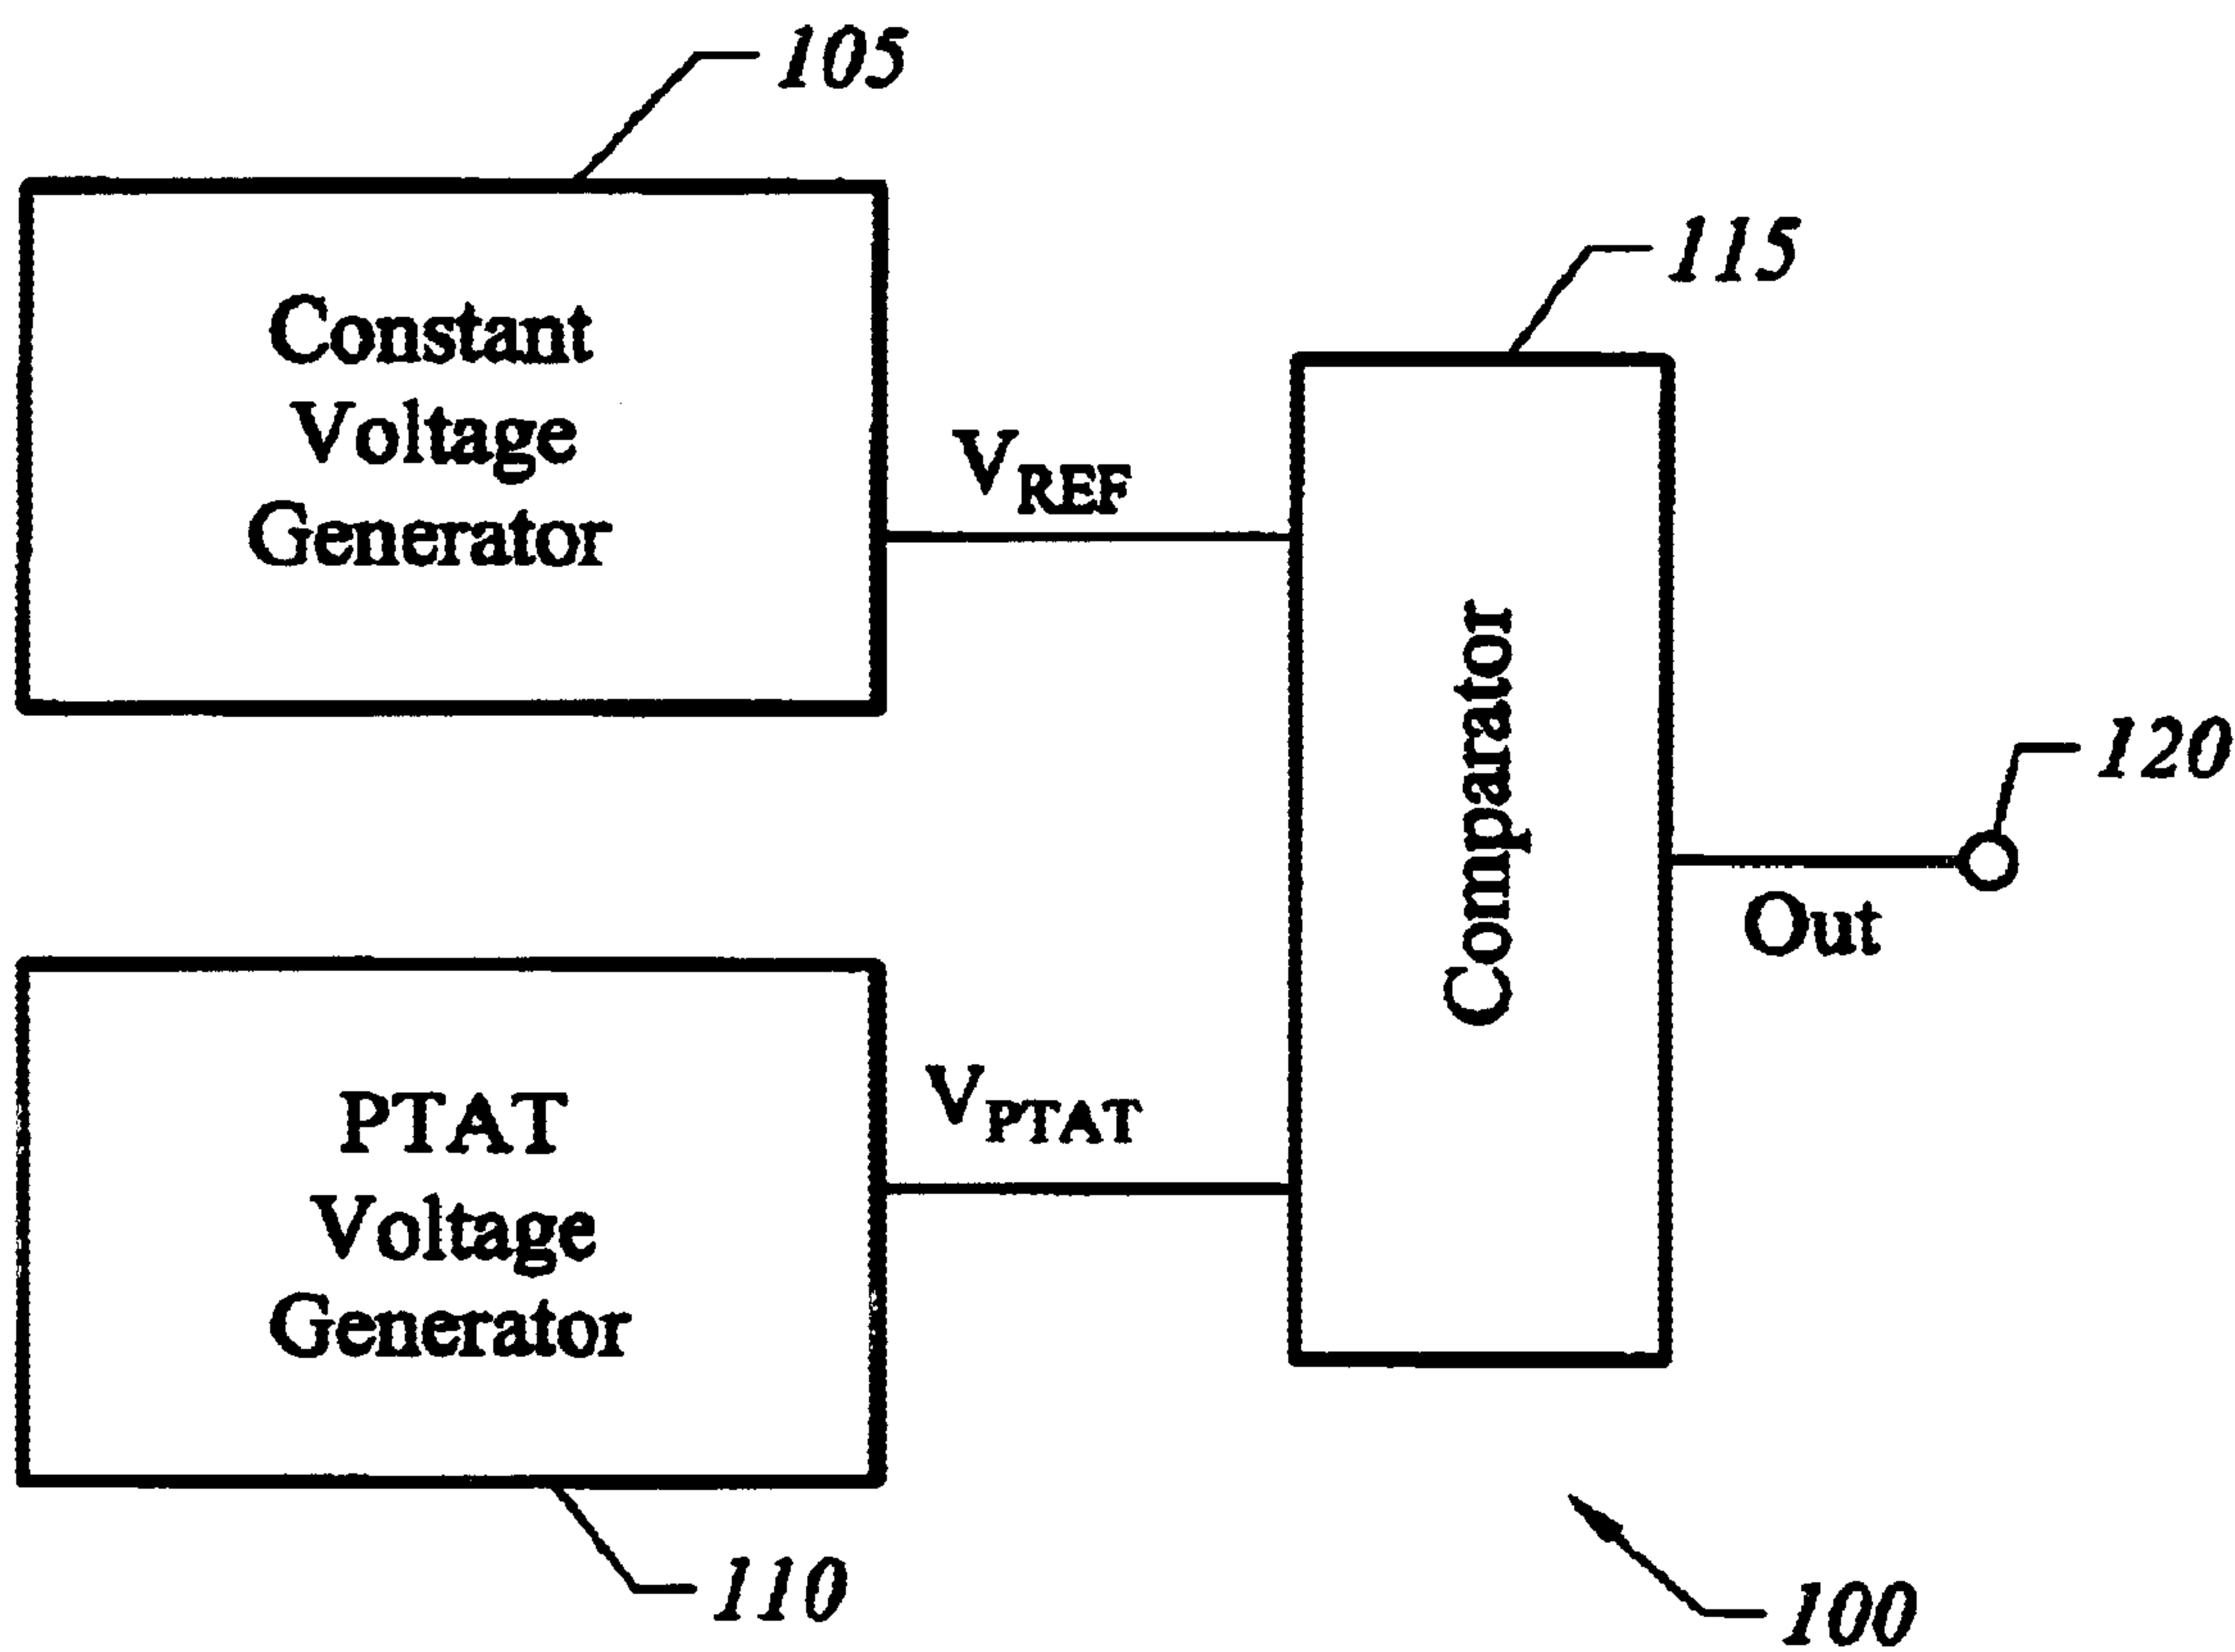 105
Constant
Voltage
Generator
115
VREF
Comparator
120
Out
PTAT
Voltage
Generator
VPTAT
110
100